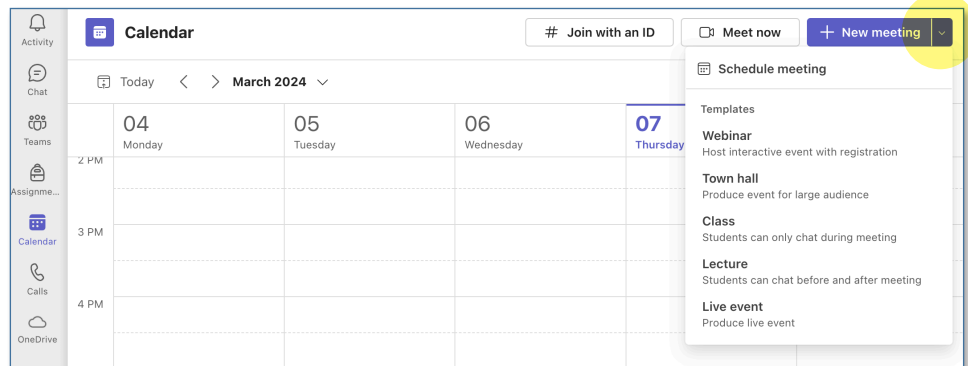 Activity
Chat
Teams
Assignme...
Calendar
Calls
OneDrive
Calendar
# Join with an ID
Meet now
+ New meeting
Today
March 2024
04
Monday
05
Tuesday
06
Wednesday
07
Thursday
2 PM
3 PM
4 PM
Schedule meeting
Templates
Webinar
Host interactive event with registration
Town hall
Produce event for large audience
Class
Students can only chat during meeting
Lecture
Students can chat before and after meeting
Live event
Produce live event